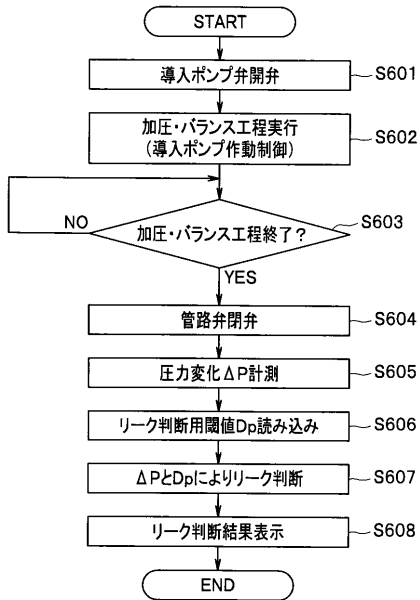 START
導入ポンプ弁開弁
S601
加圧・バランス工程実行
(導入ポンプ作動制御)
S602
NO
加圧・バランス工程終了?
S603
YES
管路弁閉弁
S604
圧力変化ΔP計測
S605
リーク判断用閾値Dp読み込み
S606
ΔPとDpによりリーク判断
S607
リーク判断結果表示
S608
END